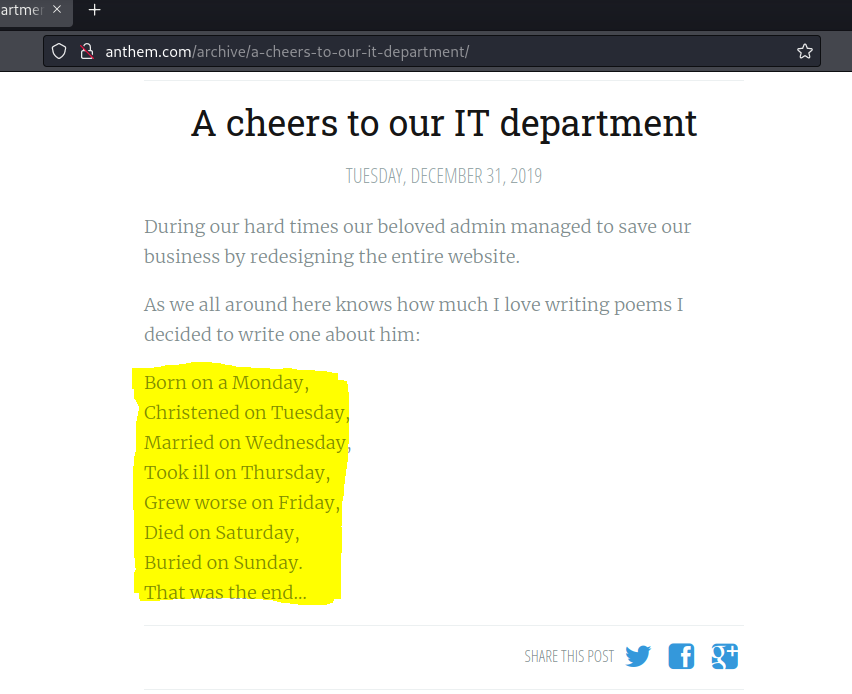 artmer
anthem.com/archive/a-cheers-to-our-it-department/
A cheers to our IT department
TUESDAY, DECEMBER 31, 2019
During our hard times our beloved admin managed to save our
business by redesigning the entire website.
As we all around here knows how much I love writing poems I
decided to write one about him:
Born on a Monday,
Christened on Tuesday,
Married on Wednesday,
Took ill on Thursday,
Grew worse on Friday,
Died on Saturday,
Buried on Sunday.
That was the end...
SHARE THIS POST